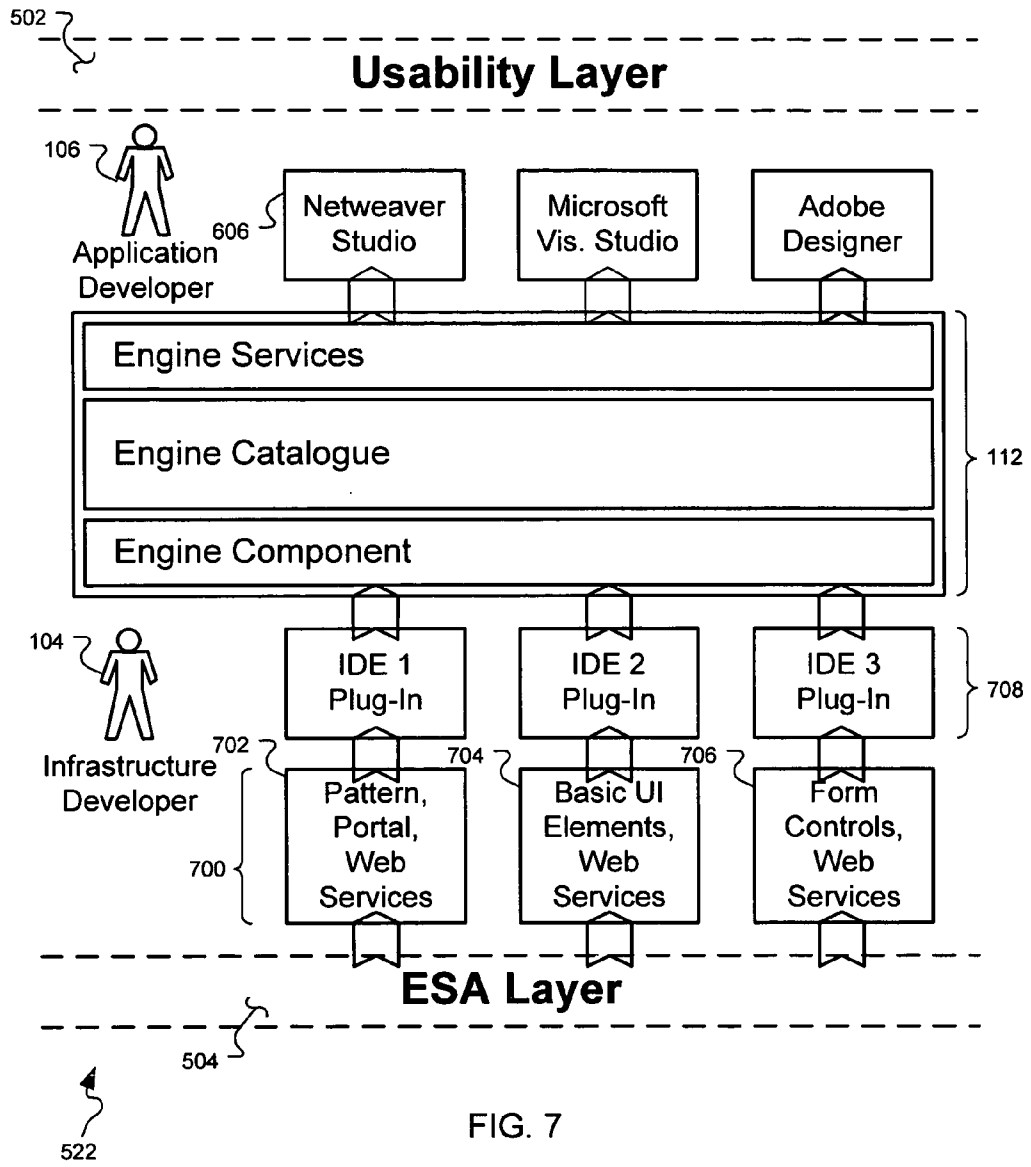 502
Usability Layer
106
Application
Developer
606
Netweaver
Studio
Microsoft
Vis. Studio
Adobe
Designer
Engine Services
Engine Catalogue
Engine Component
112
104
Infrastructure
Developer
IDE 1
Plug-In
IDE 2
Plug-In
IDE 3
Plug-In
708
702
704
706
700
Pattern,
Portal,
Web
Services
Basic UI
Elements,
Web
Services
Form
Controls,
Web
Services
ESA Layer
504
522
FIG. 7